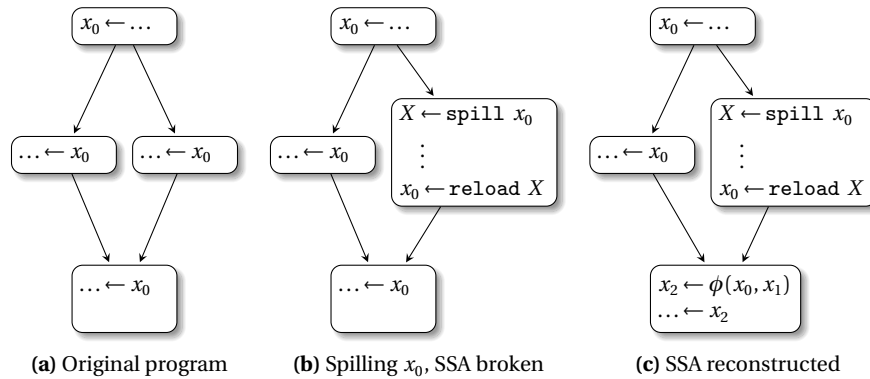 x₀ ← …
… ← x₀
… ← x₀
… ← x₀
(a) Original program
x₀ ← …
… ← x₀
X ← spill x₀
⋮
x₀ ← reload X
… ← x₀
(b) Spilling x₀, SSA broken
x₀ ← …
… ← x₀
X ← spill x₀
⋮
x₀ ← reload X
x₂ ← ϕ(x₀, x₁)
… ← x₂
(c) SSA reconstructed